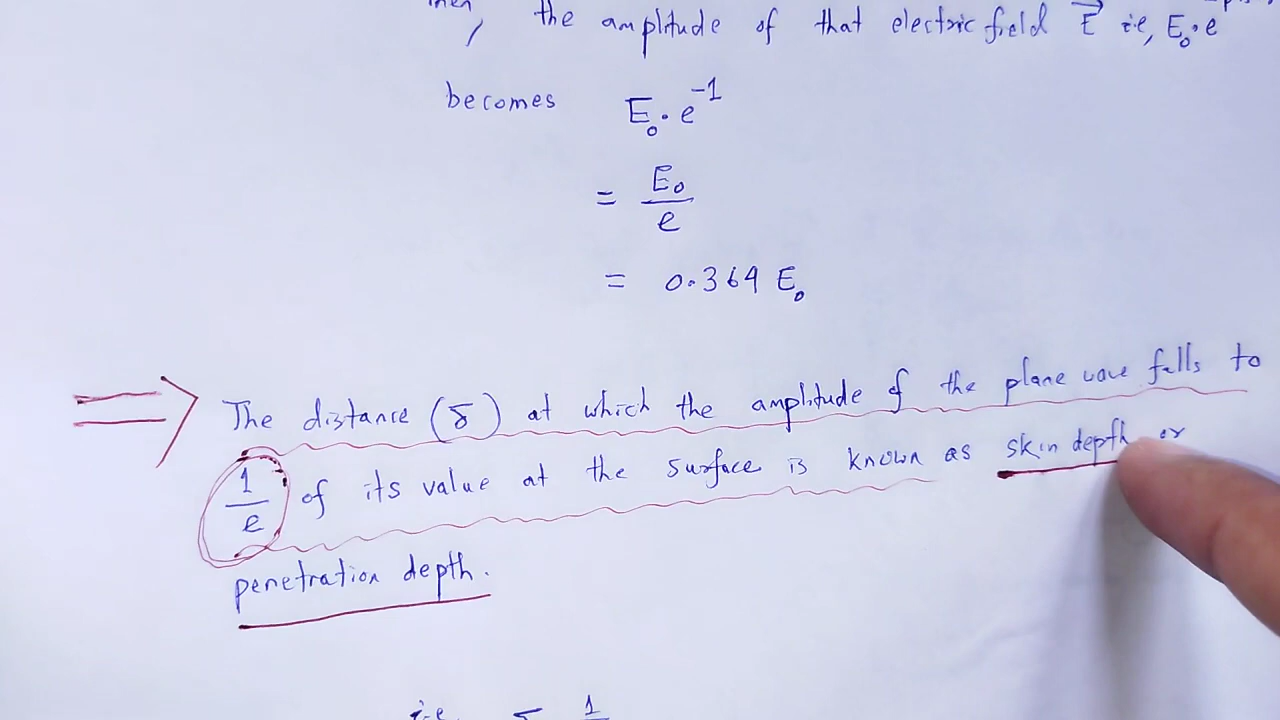 the amplitude of that electric field E⃗ i.e, E₀·e
becomes E₀·e⁻¹
= E₀/e
= 0.369 E₀
⇒ The distance (δ) at which the amplitude of the plane wave falls to
1/e of its value at the surface is known as skin depth or
penetration depth.
i.e. 1